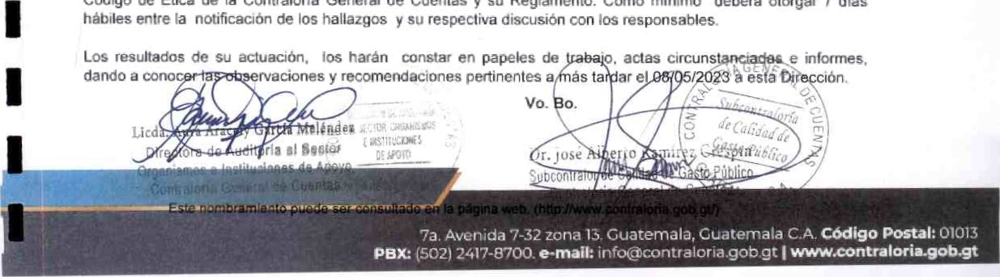 Código de Ética de la Contraloría General de Cuentas y su Reglamento. Como mínimo deberá otorgar 7 días
hábiles entre la notificación de los hallazgos y su respectiva discusión con los responsables.
Los resultados de su actuación, los harán constar en papeles de trabajo, actas circunstanciadas e informes,
dando a conocer las observaciones y recomendaciones pertinentes a más tardar el 08/05/2023 a esta Dirección.
Vo. Bo.
Licda. Aura Aracely García Meléndez
Directora de Auditoría al Sector
Organismos e Instituciones de Apoyo
Contraloría General de Cuentas
SECTOR ORGANISMOS
E INSTITUCIONES
DE APOYO
Dr. José Alberto Ramírez
Subcontralor de Calidad de Gasto Público
CONTRALORÍA GENERAL DE CUENTAS
Subcontraloría
de Calidad de
Gasto Público
Este nombramiento puede ser consultado en la página web. (http://www.contraloria.gob.gt/)
7a. Avenida 7-32 zona 13. Guatemala, Guatemala C.A. Código Postal: 01013
PBX: (502) 2417-8700. e-mail: info@contraloria.gob.gt | www.contraloria.gob.gt